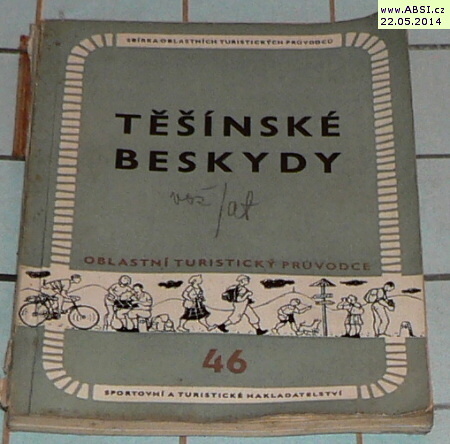 www.ABSI.cz
22.05.2014
SBÍRKA OBLASTNÍCH TURISTICKÝCH PRŮVODCŮ
TĚŠÍNSKÉ
BESKYDY
OBLASTNÍ TURISTICKÝ PRŮVODCE
46
SPORTOVNÍ A TURISTICKÉ NAKLADATELSTVÍ